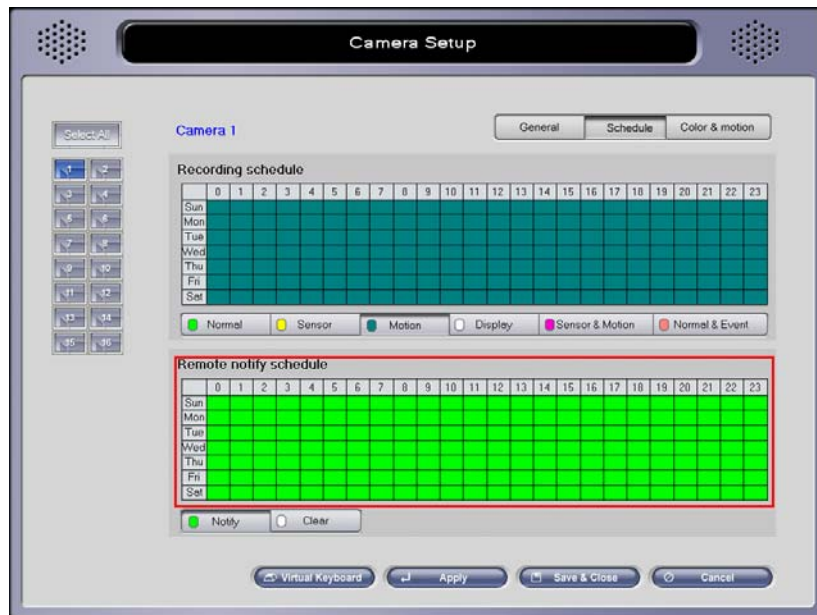 Camera Setup
Select All
Camera 1
General Schedule Color & motion
1 2
3 4
5 6
7 8
9 10
11 12
13 14
15 16
Recording schedule
0 1 2 3 4 5 6 7 8 9 10 11 12 13 14 15 16 17 18 19 20 21 22 23
Sun
Mon
Tue
Wed
Thu
Fri
Sat
Normal Sensor Motion Display Sensor & Motion Normal & Event
Remote notify schedule
0 1 2 3 4 5 6 7 8 9 10 11 12 13 14 15 16 17 18 19 20 21 22 23
Sun
Mon
Tue
Wed
Thu
Fri
Sat
Notify Clear
Virtual Keyboard Apply Save & Close Cancel